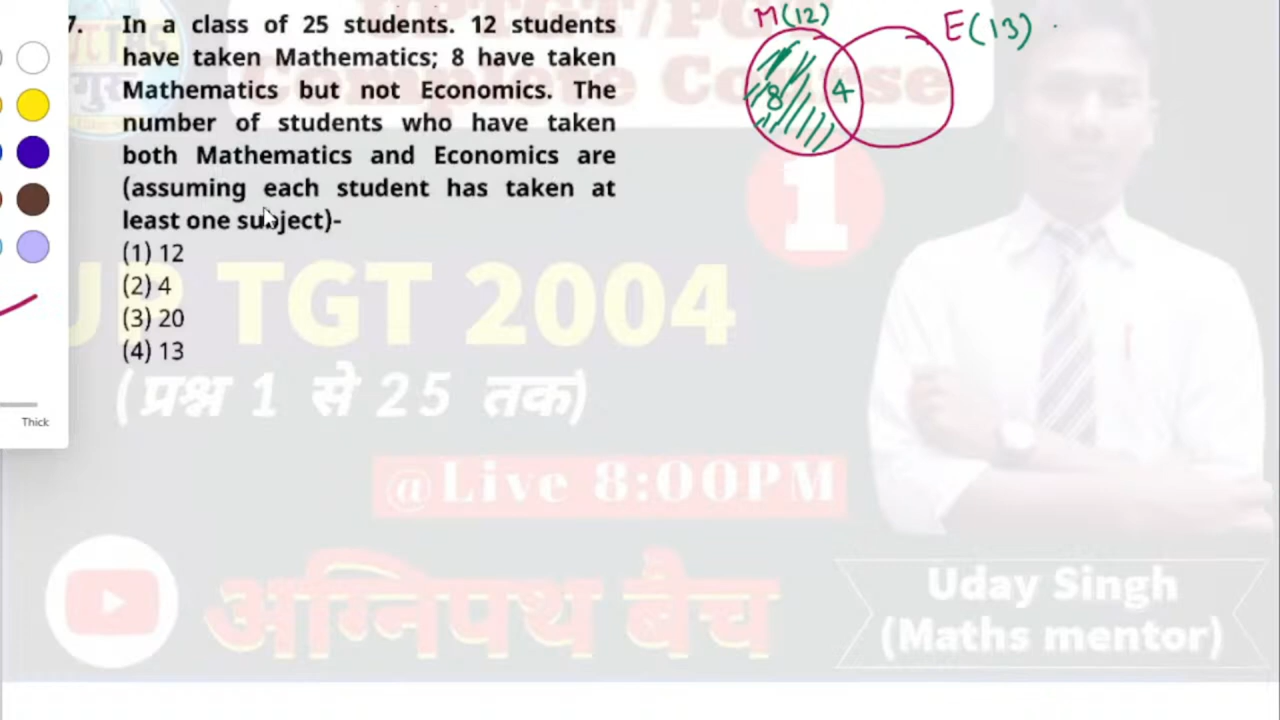 7. In a class of 25 students. 12 students
have taken Mathematics; 8 have taken
Mathematics but not Economics. The
number of students who have taken
both Mathematics and Economics are
(assuming each student has taken at
least one subject)-
(1) 12
(2) 4
(3) 20
(4) 13
M(12)
E(13)
8
4
Complete Course
1
UP TGT 2004
(प्रश्न 1 से 25 तक)
Thick
@Live 8:00PM
अग्निपथ बैच
Uday Singh
(Maths mentor)